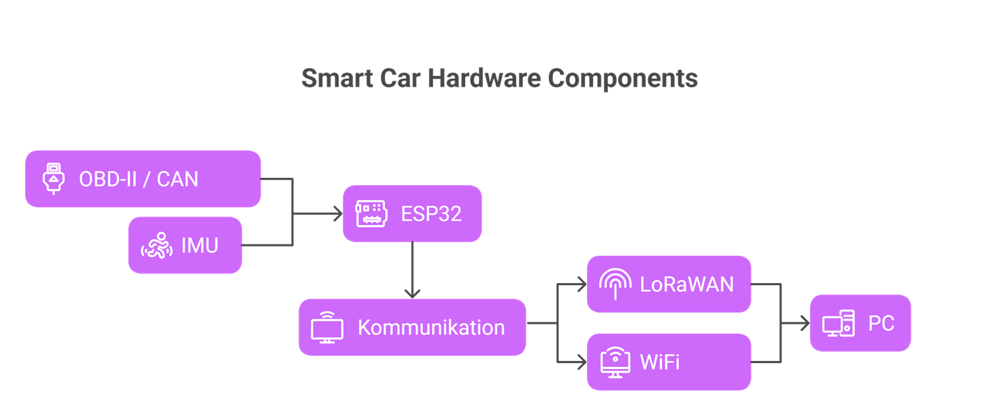 Smart Car Hardware Components
OBD-II / CAN
IMU
ESP32
Kommunikation
LoRaWAN
WiFi
PC